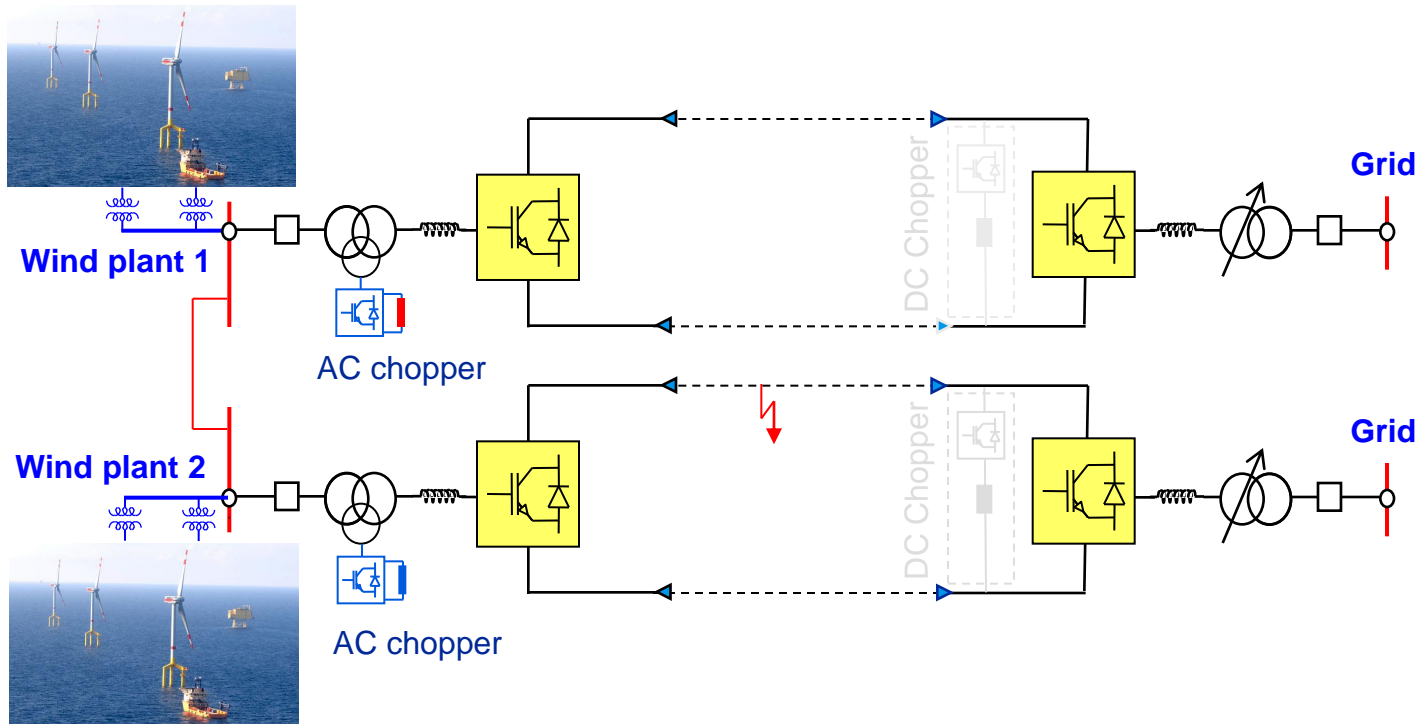 Grid
DC Chopper
Wind plant 1
AC chopper
Grid
DC Chopper
Wind plant 2
AC chopper